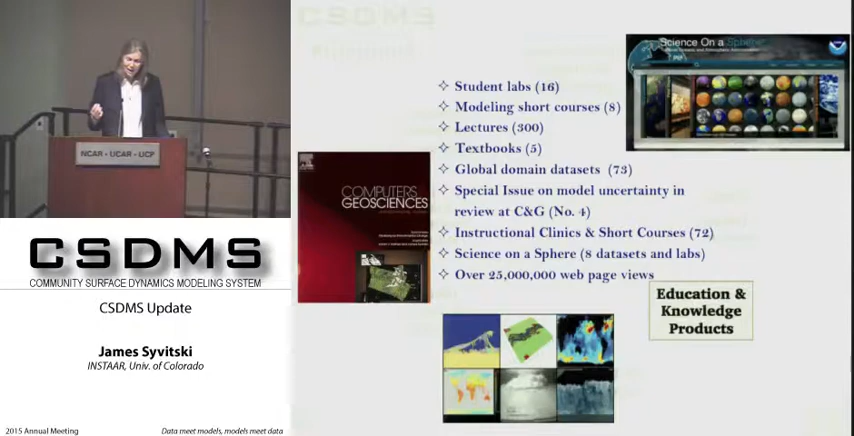 NCAR · UCAR · UCP
CSDMS
COMMUNITY SURFACE DYNAMICS MODELING SYSTEM
CSDMS Update
James Syvitski
INSTAAR, Univ. of Colorado
2015 Annual Meeting
Data meet models, models meet data
Science On a Sphere
Student labs (16)
Modeling short courses (8)
Lectures (300)
Textbooks (5)
Global domain datasets (73)
Special Issue on model uncertainty in
review at C&G (No. 4)
Instructional Clinics & Short Courses (72)
Science on a Sphere (8 datasets and labs)
Over 25,000,000 web page views
COMPUTERS
GEOSCIENCES
Education &
Knowledge
Products